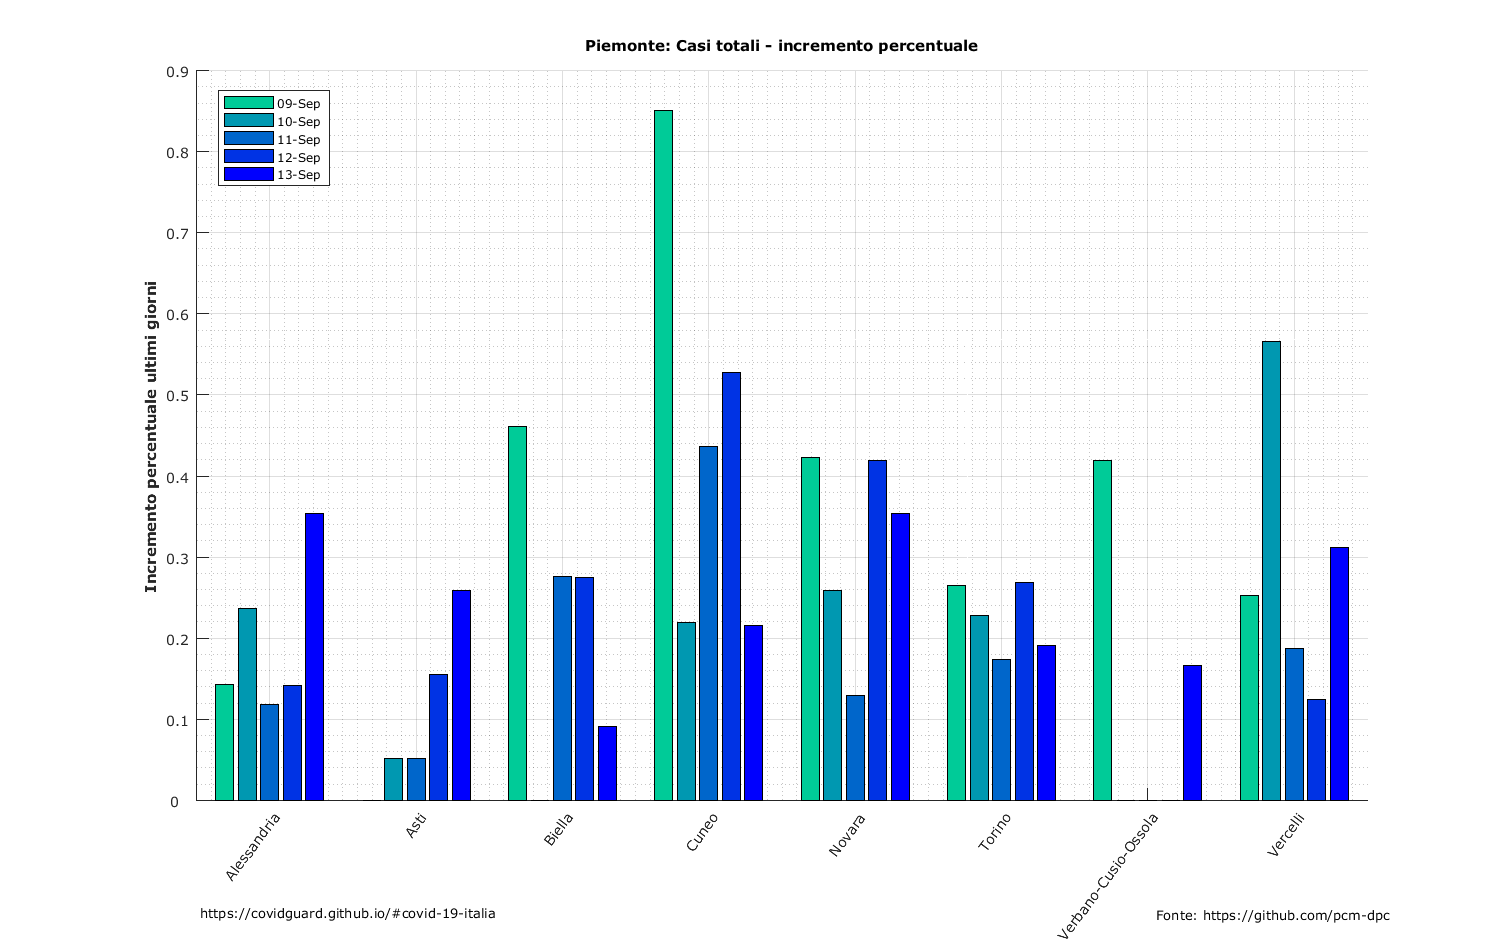 Piemonte: Casi totali - incremento percentuale
Incremento percentuale ultimi giorni
0.9
0.8
0.7
0.6
0.5
0.4
0.3
0.2
0.1
0
09-Sep
10-Sep
11-Sep
12-Sep
13-Sep
Alessandria
Asti
Biella
Cuneo
Novara
Torino
Verbano-Cusio-Ossola
Vercelli
https://covidguard.github.io/#covid-19-italia
Fonte: https://github.com/pcm-dpc